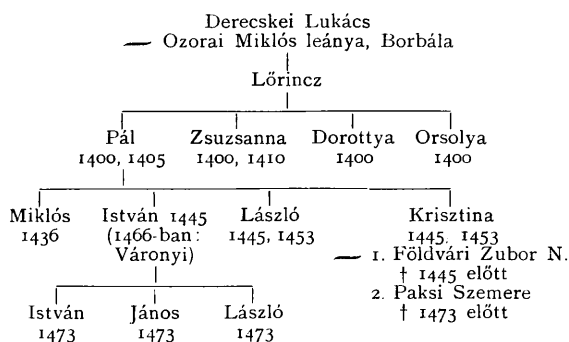 Derecskei Lukács
— Ozorai Miklós leánya, Borbála
Lőrincz
Pál Zsuzsanna Dorottya Orsolya
1400, 1405 1400, 1410 1400 1400
Miklós István 1445 László Krisztina
1436 (1466-ban: 1445, 1453 1445, 1453
Váronyi) — 1. Földvári Zubor N.
† 1445 előtt
István János László 2. Paksi Szemere
1473 1473 1473 † 1473 előtt